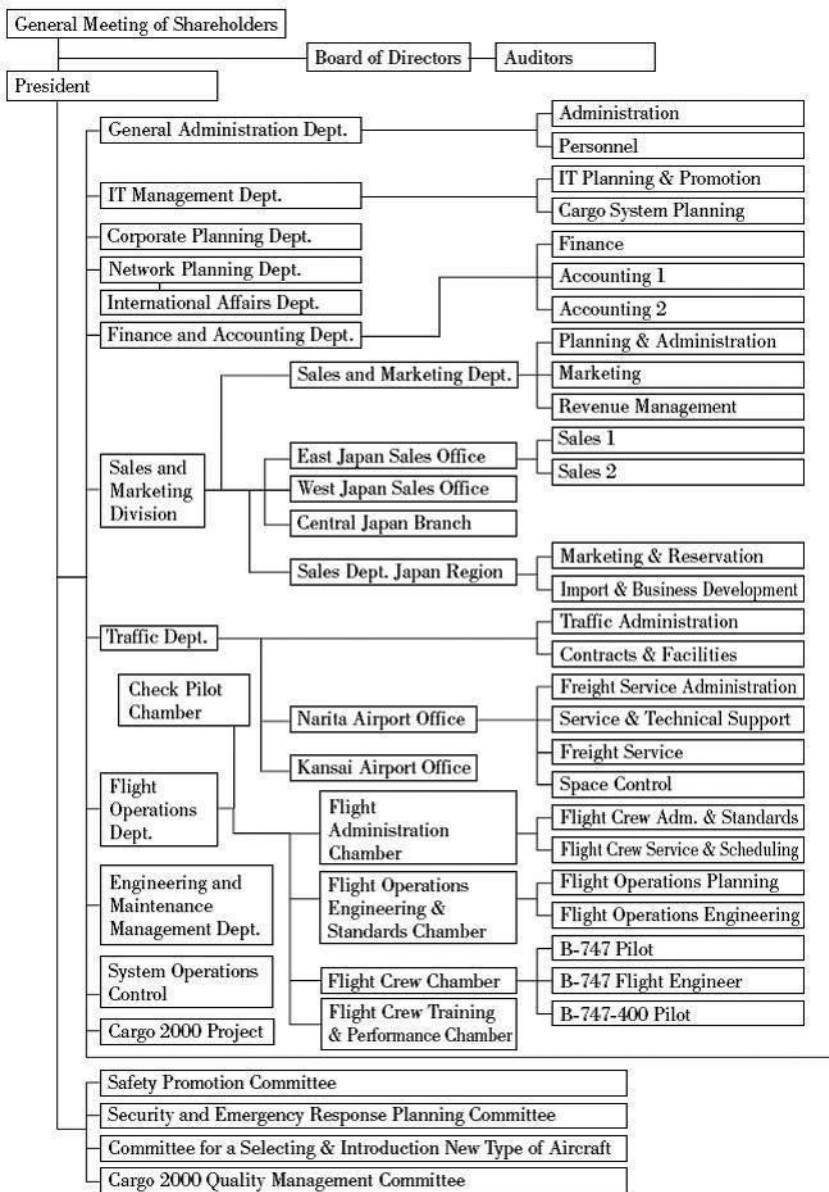 General Meeting of Shareholders
Board of Directors
Auditors
President
General Administration Dept.
Administration
Personnel
IT Management Dept.
IT Planning & Promotion
Cargo System Planning
Corporate Planning Dept.
Network Planning Dept.
International Affairs Dept.
Finance and Accounting Dept.
Finance
Accounting 1
Accounting 2
Sales and
Marketing
Division
Sales and Marketing Dept.
Planning & Administration
Marketing
Revenue Management
East Japan Sales Office
Sales 1
Sales 2
West Japan Sales Office
Central Japan Branch
Sales Dept. Japan Region
Marketing & Reservation
Import & Business Development
Traffic Dept.
Traffic Administration
Contracts & Facilities
Narita Airport Office
Freight Service Administration
Service & Technical Support
Freight Service
Space Control
Kansai Airport Office
Check Pilot
Chamber
Flight
Operations
Dept.
Flight
Administration
Chamber
Flight Crew Adm. & Standards
Flight Crew Service & Scheduling
Flight Operations
Engineering &
Standards Chamber
Flight Operations Planning
Flight Operations Engineering
Flight Crew Chamber
B-747 Pilot
B-747 Flight Engineer
B-747-400 Pilot
Flight Crew Training
& Performance Chamber
Engineering and
Maintenance
Management Dept.
System Operations
Control
Cargo 2000 Project
Safety Promotion Committee
Security and Emergency Response Planning Committee
Committee for a Selecting & Introduction New Type of Aircraft
Cargo 2000 Quality Management Committee